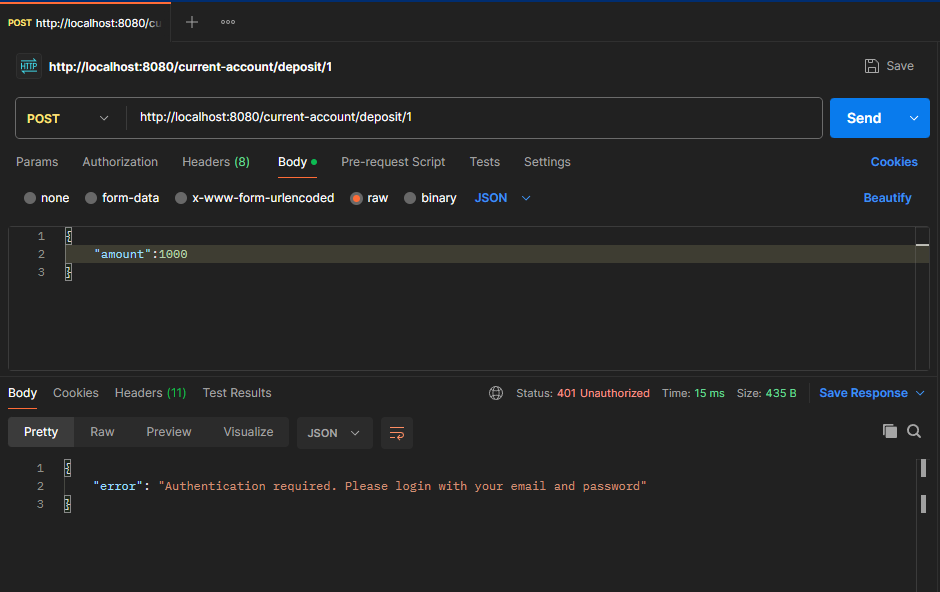 POST http://localhost:8080/cu
HTTP http://localhost:8080/current-account/deposit/1 Save
POST http://localhost:8080/current-account/deposit/1 Send
Params Authorization Headers (8) Body Pre-request Script Tests Settings Cookies
none form-data x-www-form-urlencoded raw binary JSON Beautify
1 {
2 "amount":1000
3 }
Body Cookies Headers (11) Test Results Status: 401 Unauthorized Time: 15 ms Size: 435 B Save Response
Pretty Raw Preview Visualize JSON
1 {
2 "error": "Authentication required. Please login with your email and password"
3 }